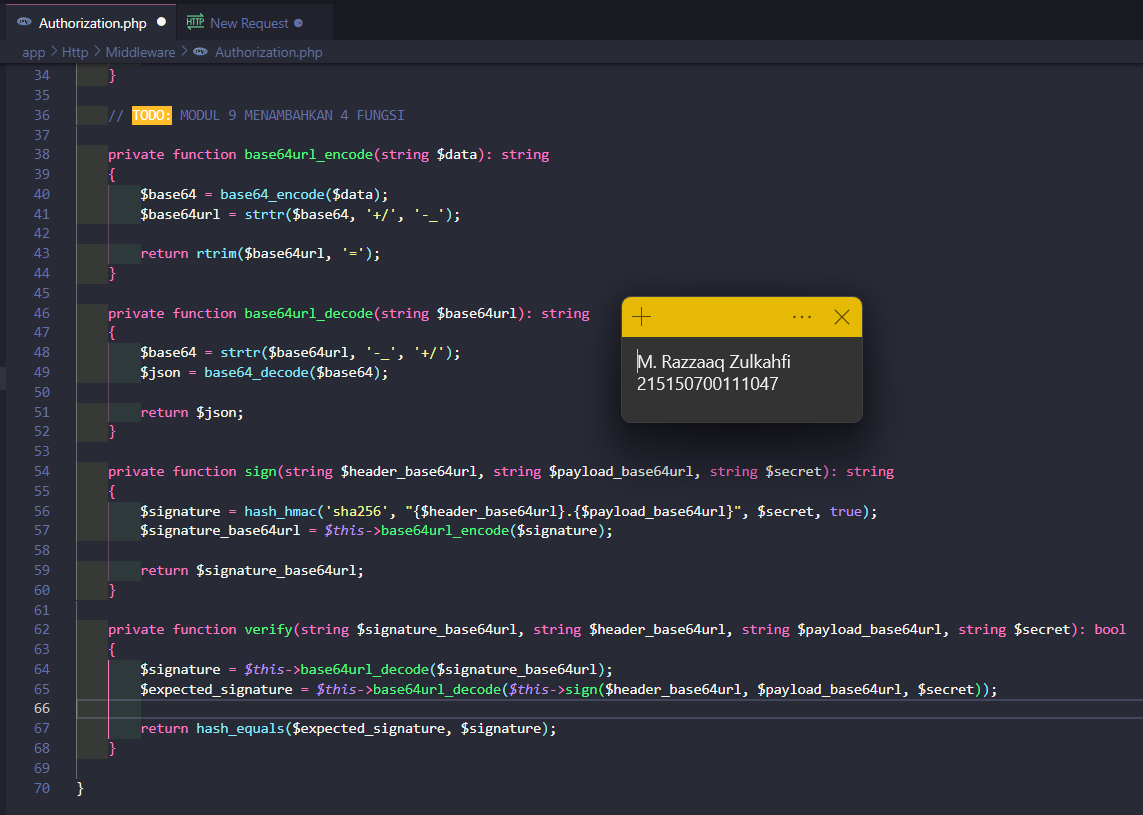 Authorization.php
HTTP New Request
app > Http > Middleware > Authorization.php
34 }
35
36 // TODO: MODUL 9 MENAMBAHKAN 4 FUNGSI
37
38 private function base64url_encode(string $data): string
39 {
40 $base64 = base64_encode($data);
41 $base64url = strtr($base64, '+/', '-_');
42
43 return rtrim($base64url, '=');
44 }
45
46 private function base64url_decode(string $base64url): string
47 {
48 $base64 = strtr($base64url, '-_', '+/');
49 $json = base64_decode($base64);
50
51 return $json;
52 }
53
54 private function sign(string $header_base64url, string $payload_base64url, string $secret): string
55 {
56 $signature = hash_hmac('sha256', "{$header_base64url}.{$payload_base64url}", $secret, true);
57 $signature_base64url = $this->base64url_encode($signature);
58
59 return $signature_base64url;
60 }
61
62 private function verify(string $signature_base64url, string $header_base64url, string $payload_base64url, string $secret): bool
63 {
64 $signature = $this->base64url_decode($signature_base64url);
65 $expected_signature = $this->base64url_decode($this->sign($header_base64url, $payload_base64url, $secret));
66
67 return hash_equals($expected_signature, $signature);
68 }
69
70 }
M. Razzaaq Zulkahfi
215150700111047